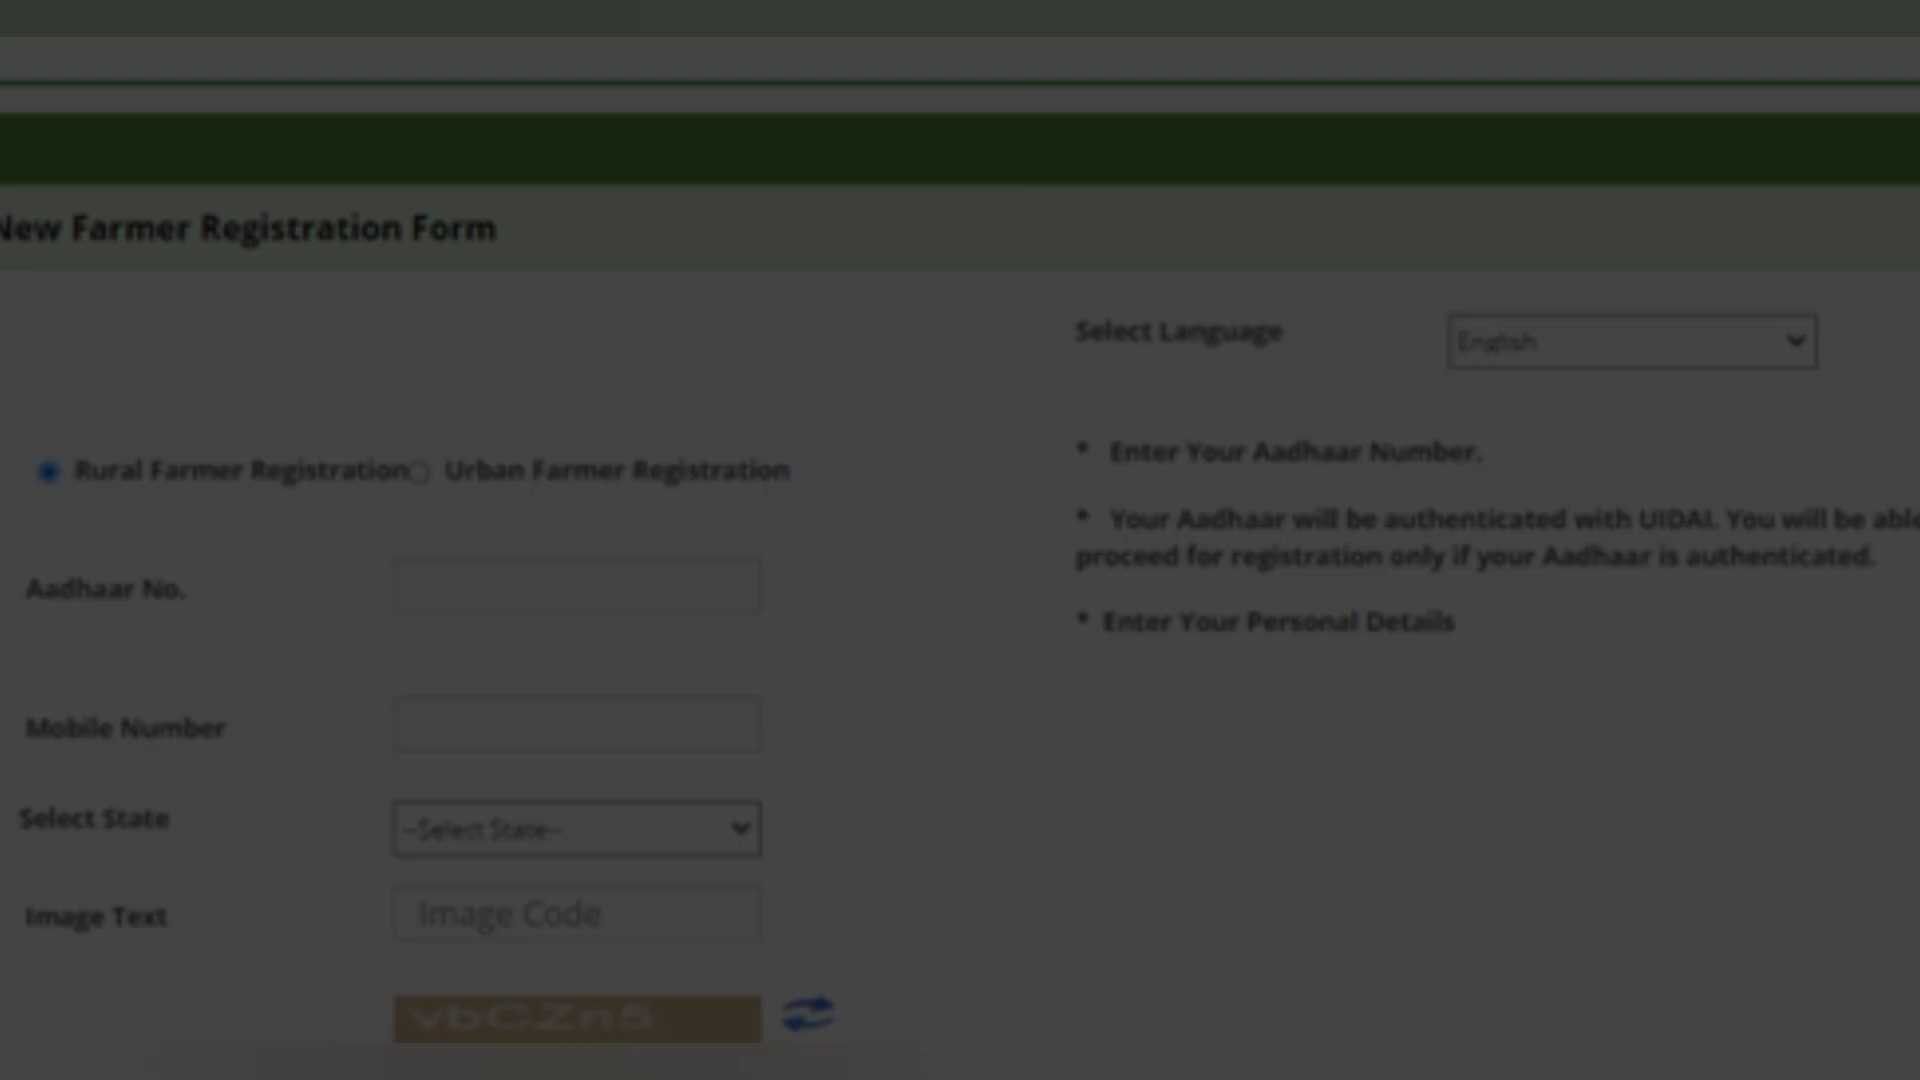 New Farmer Registration Form
Select Language
English
Rural Farmer Registration
Urban Farmer Registration
* Enter Your Aadhaar Number.
* Your Aadhaar will be authenticated with UIDAI. You will be able
proceed for registration only if your Aadhaar is authenticated.
* Enter Your Personal Details
Aadhaar No.
Mobile Number
Select State
--Select State--
Image Text
Image Code
vbCZn5